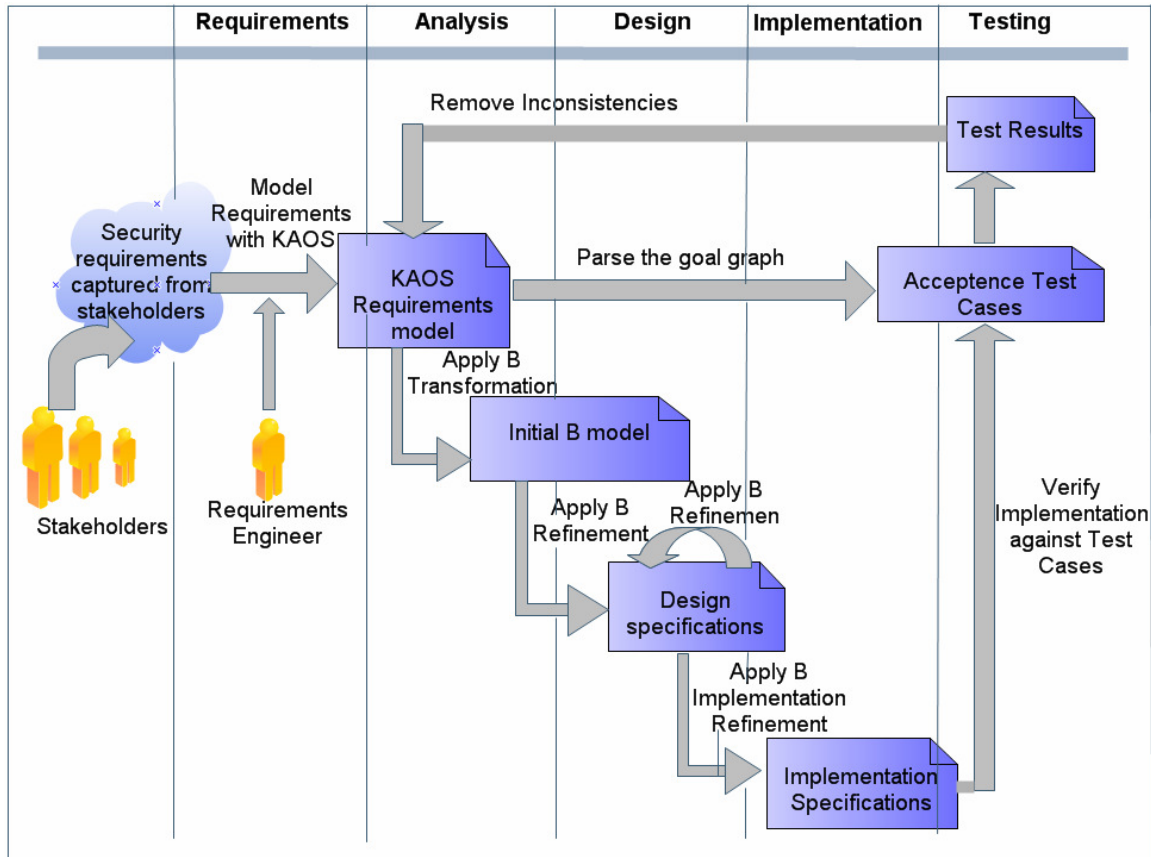 Requirements
Analysis
Design
Implementation
Testing
Remove Inconsistencies
Test Results
Model
Requirements
with KAOS
Security
requirements
captured from
stakeholders
KAOS
Requirements
model
Parse the goal graph
Acceptence Test
Cases
Apply B
Transformation
Initial B model
Stakeholders
Requirements
Engineer
Apply B
Refinement
Apply B
Refinemen
Verify
Implementation
against Test
Cases
Design
specifications
Apply B
Implementation
Refinement
Implementation
Specifications